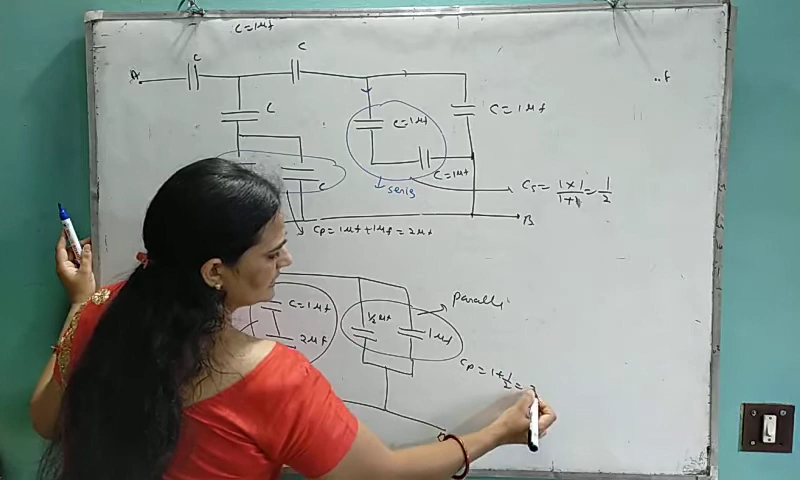 C=1μf
C
C
A
..f
C
C=1μf
C=1μf
C=1μf
C
series
Cs = 1×1/1+1 = 1/2
B
Cp = 1μf + 1μf = 2μf
C=1μf
2μf
½μf
1μf
Cp = 1+1/2 =